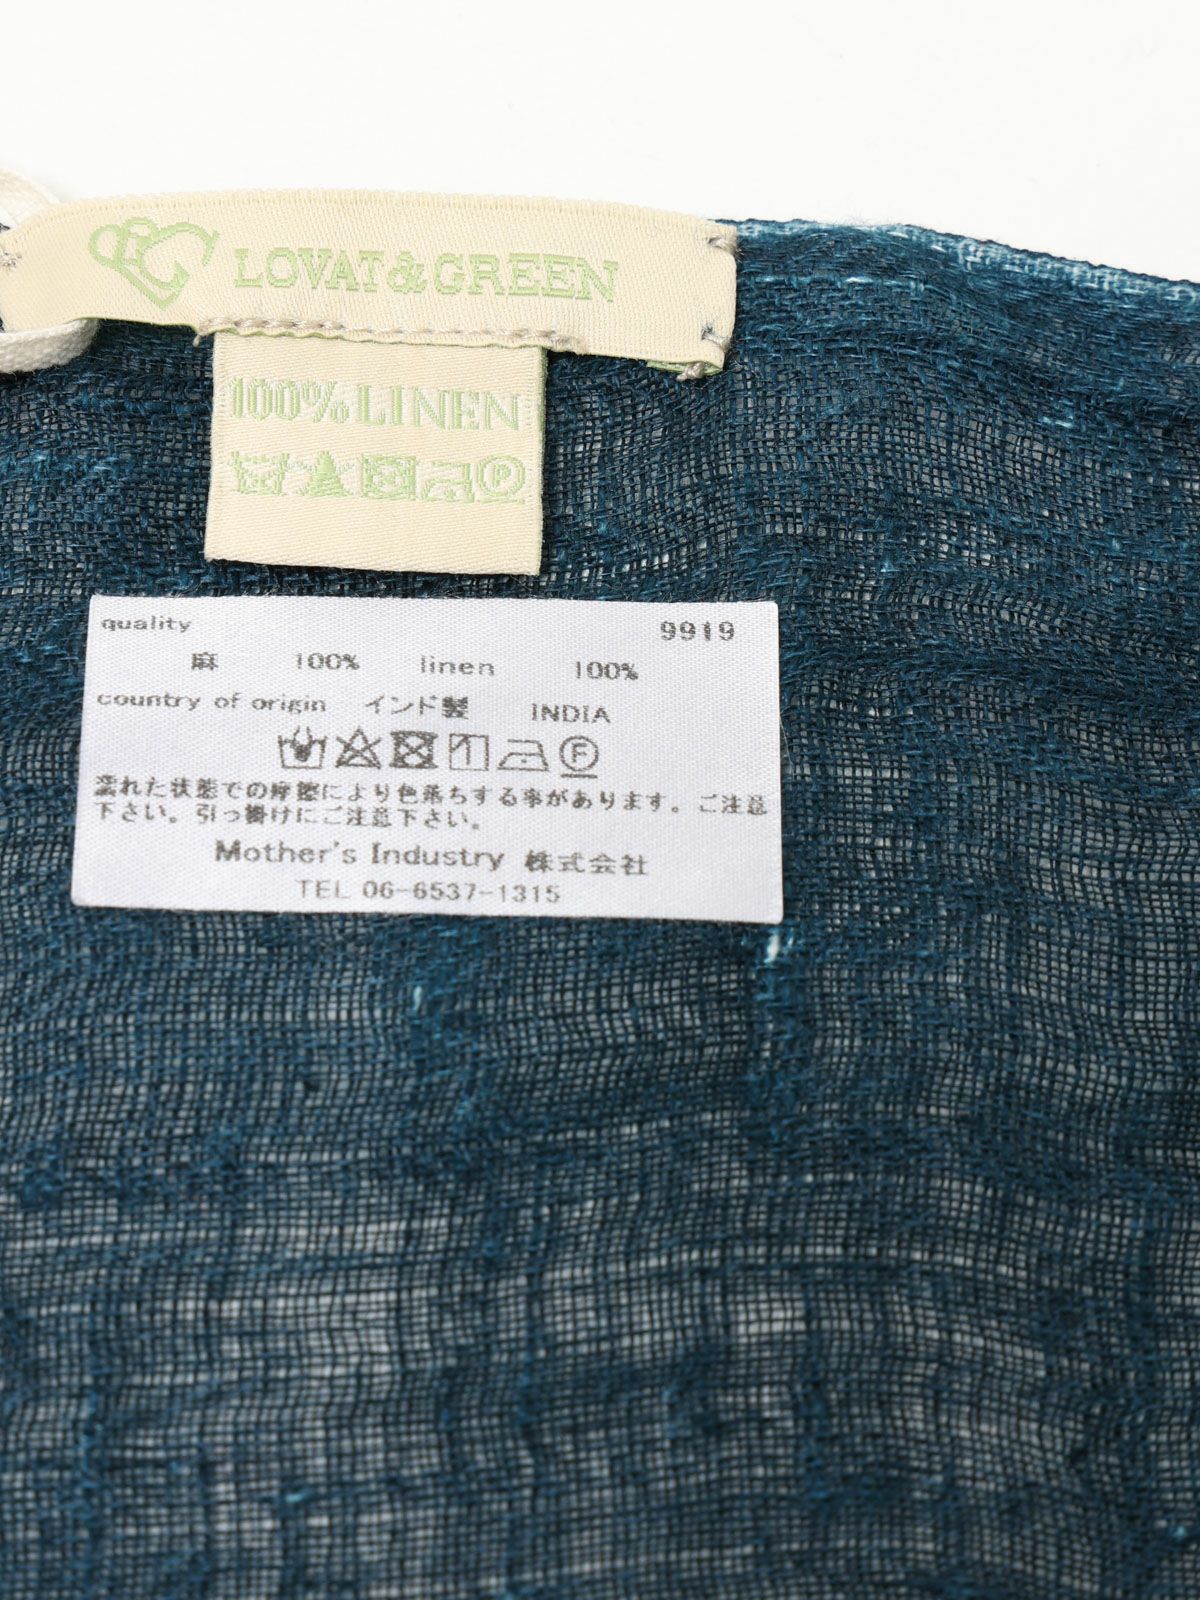 LOVAT&GREEN
100% LINEN
P
quality 9919
麻 100% linen 100%
country of origin インド製 INDIA
F
濡れた状態での摩擦により色落ちする事があります。ご注意
下さい。引っ掛けにご注意下さい。
Mother's Industry 株式会社
TEL 06-6537-1315